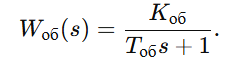 W_об(s) = K_об / (T_об s + 1).